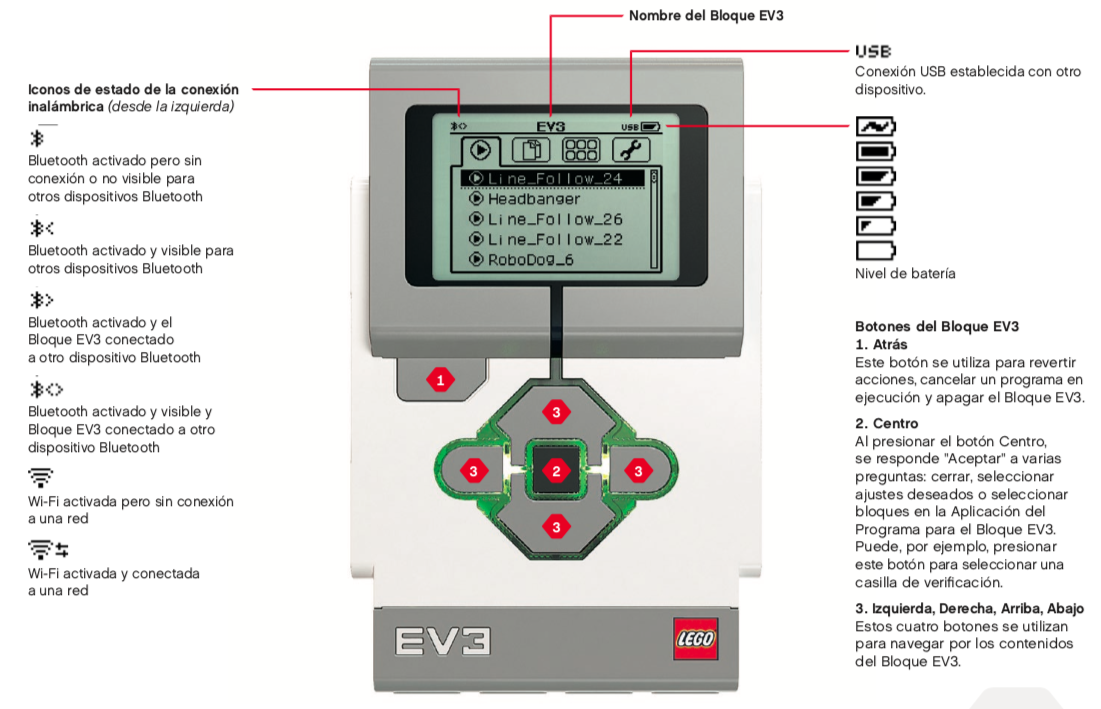 Nombre del Bloque EV3
Iconos de estado de la conexión
inalámbrica (desde la izquierda)
Bluetooth activado pero sin
conexión o no visible para
otros dispositivos Bluetooth
Bluetooth activado y visible para
otros dispositivos Bluetooth
Bluetooth activado y el
Bloque EV3 conectado
a otro dispositivo Bluetooth
Bluetooth activado y visible y
Bloque EV3 conectado a otro
dispositivo Bluetooth
Wi-Fi activada pero sin conexión
a una red
Wi-Fi activada y conectada
a una red
EV3
USB
Line_Follow_24
Headbanger
Line_Follow_26
Line_Follow_22
RoboDog_6
1
3
3
2
3
3
EV3
LEGO
USB
Conexión USB establecida con otro
dispositivo.
Nivel de batería
Botones del Bloque EV3
1. Atrás
Este botón se utiliza para revertir
acciones, cancelar un programa en
ejecución y apagar el Bloque EV3.
2. Centro
Al presionar el botón Centro,
se responde "Aceptar" a varias
preguntas: cerrar, seleccionar
ajustes deseados o seleccionar
bloques en la Aplicación del
Programa para el Bloque EV3.
Puede, por ejemplo, presionar
este botón para seleccionar una
casilla de verificación.
3. Izquierda, Derecha, Arriba, Abajo
Estos cuatro botones se utilizan
para navegar por los contenidos
del Bloque EV3.